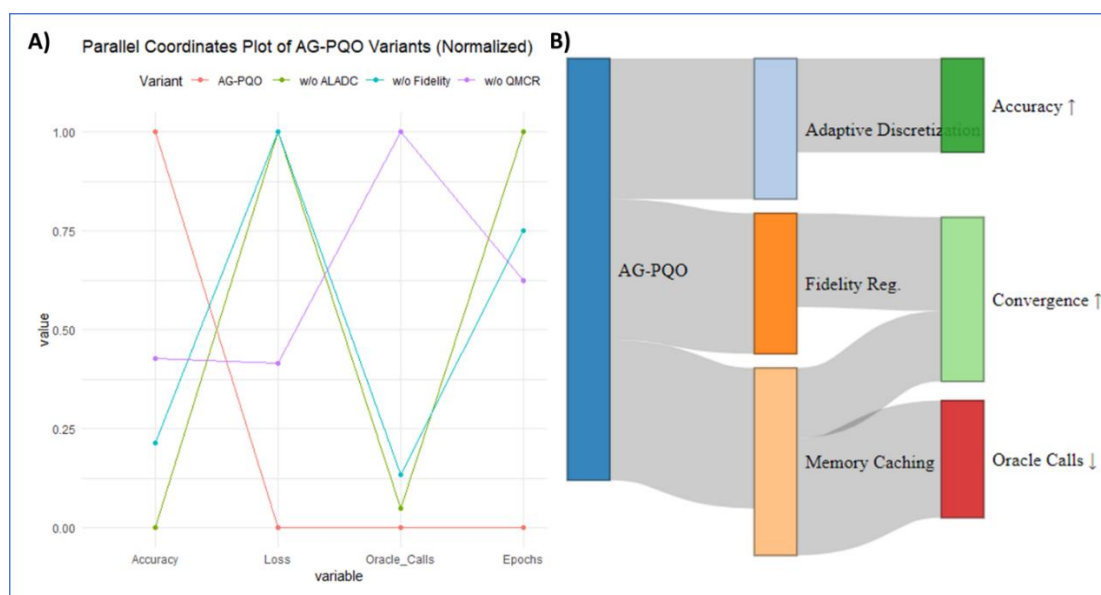 A)
Parallel Coordinates Plot of AG-PQO Variants (Normalized)
Variant AG-PQO w/o ALADC w/o Fidelity w/o QMCR
1.00
0.75
0.50
0.25
0.00
value
Accuracy Loss Oracle_Calls Epochs
variable
B)
AG-PQO
Adaptive Discretization
Fidelity Reg.
Memory Caching
Accuracy ↑
Convergence ↑
Oracle Calls ↓